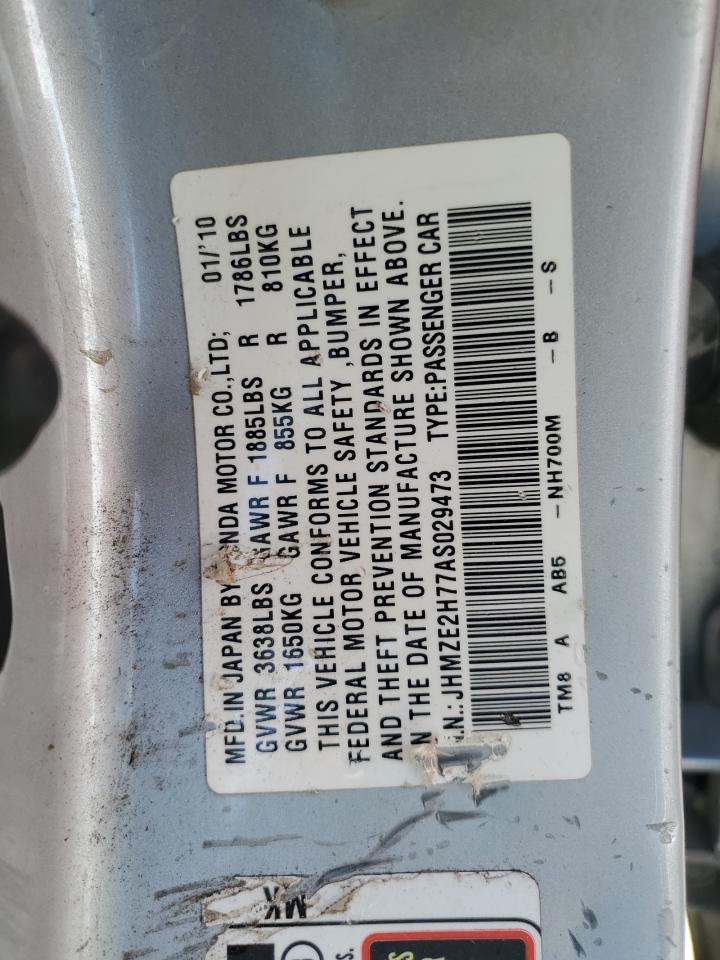 MFD. IN JAPAN BY HONDA MOTOR CO.,LTD; 01/'10
GVWR 3638LBS GAWR F 1885LBS R 1786LBS
GVWR 1650KG GAWR F 855KG R 810KG
THIS VEHICLE CONFORMS TO ALL APPLICABLE
FEDERAL MOTOR VEHICLE SAFETY ,BUMPER,
AND THEFT PREVENTION STANDARDS IN EFFECT
IN THE DATE OF MANUFACTURE SHOWN ABOVE.
.N.: JHMZE2H77AS029473 TYPE:PASSENGER CAR
TM8 A AB5 -NH700M -B -S
MK